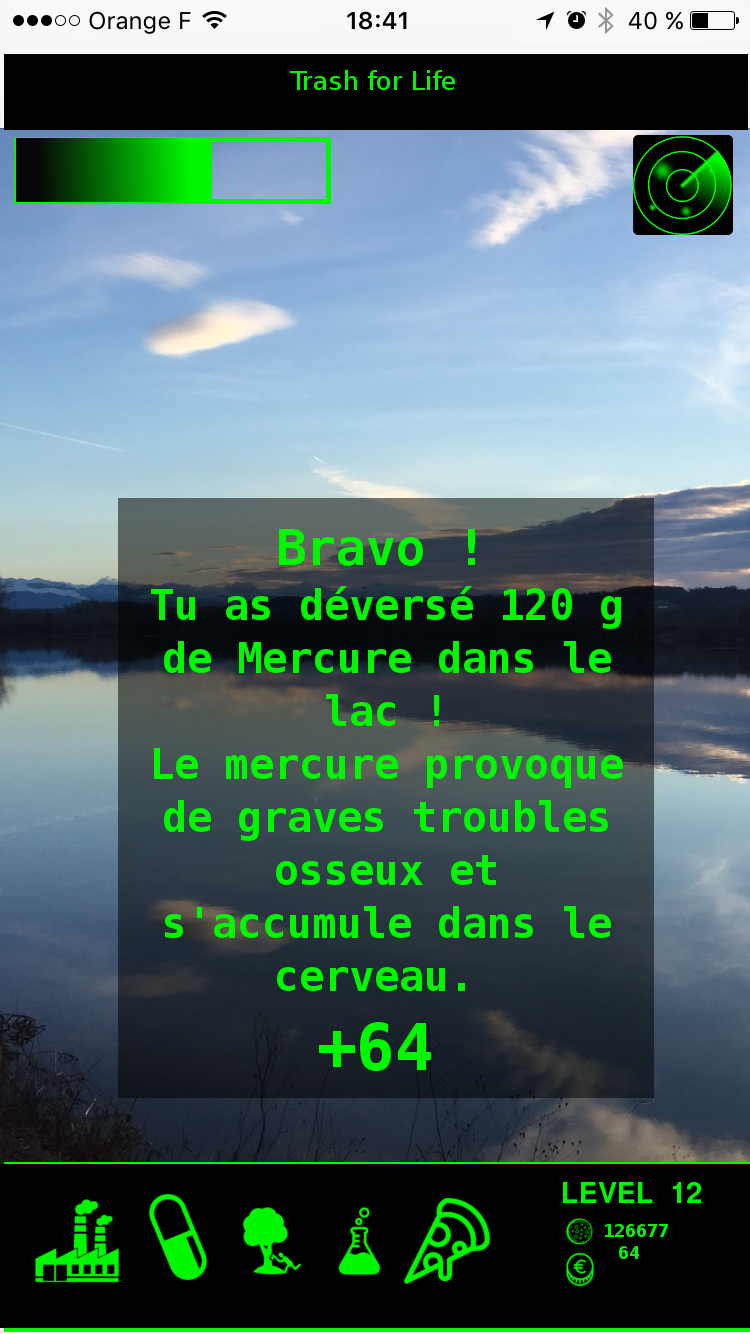 Orange F 18:41 40 %
Trash for Life
Bravo !
Tu as déversé 120 g
de Mercure dans le
lac !
Le mercure provoque
de graves troubles
osseux et
s'accumule dans le
cerveau.
+64
LEVEL 12
126677
€ 64